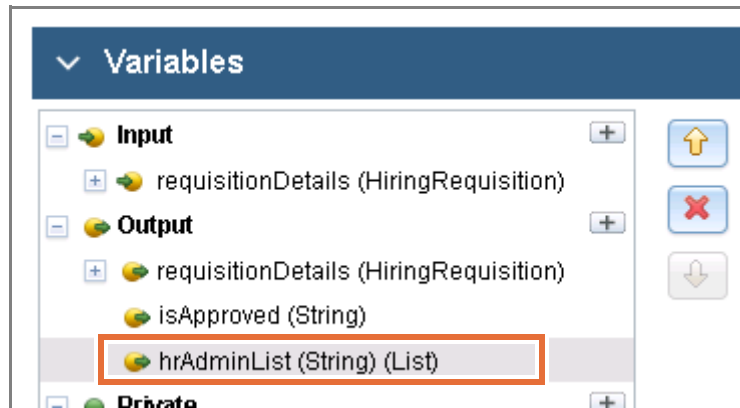 Variables
Input
requisitionDetails (HiringRequisition)
Output
requisitionDetails (HiringRequisition)
isApproved (String)
hrAdminList (String) (List)
Private